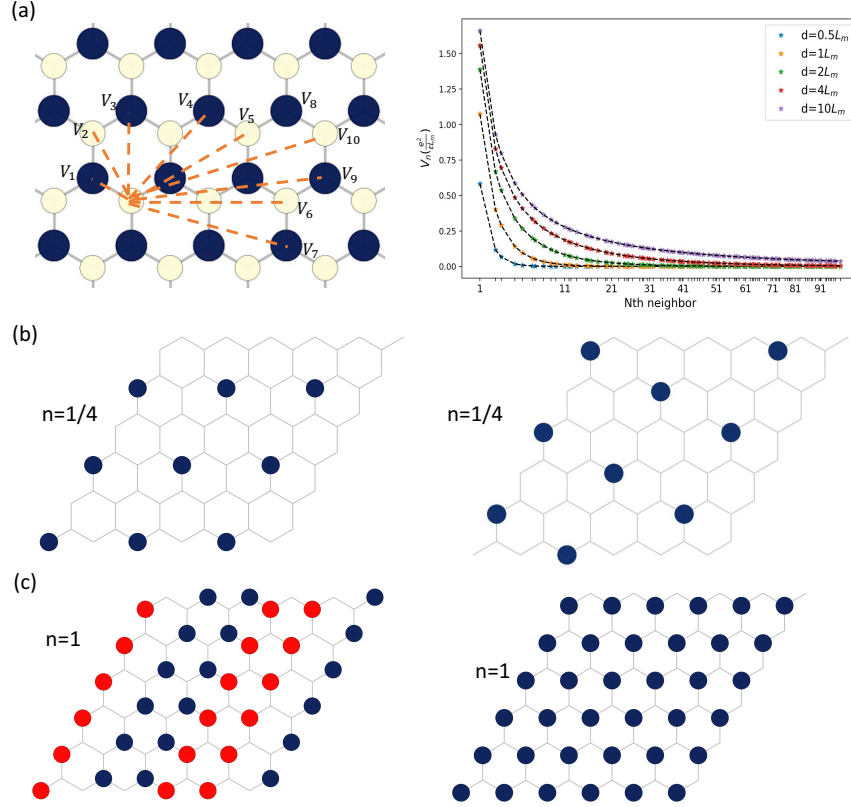 (a)
V₁
V₂
V₃
V₄
V₅
V₆
V₇
V₈
V₉
V₁₀
Vₙ(e²/εLₘ)
1.75
1.50
1.25
1.00
0.75
0.50
0.25
0.00
d=0.5Lₘ
d=1Lₘ
d=2Lₘ
d=4Lₘ
d=10Lₘ
1 11 21 31 41 51 61 71 81 91
Nth neighbor
(b)
n=1/4
n=1/4
(c)
n=1
n=1